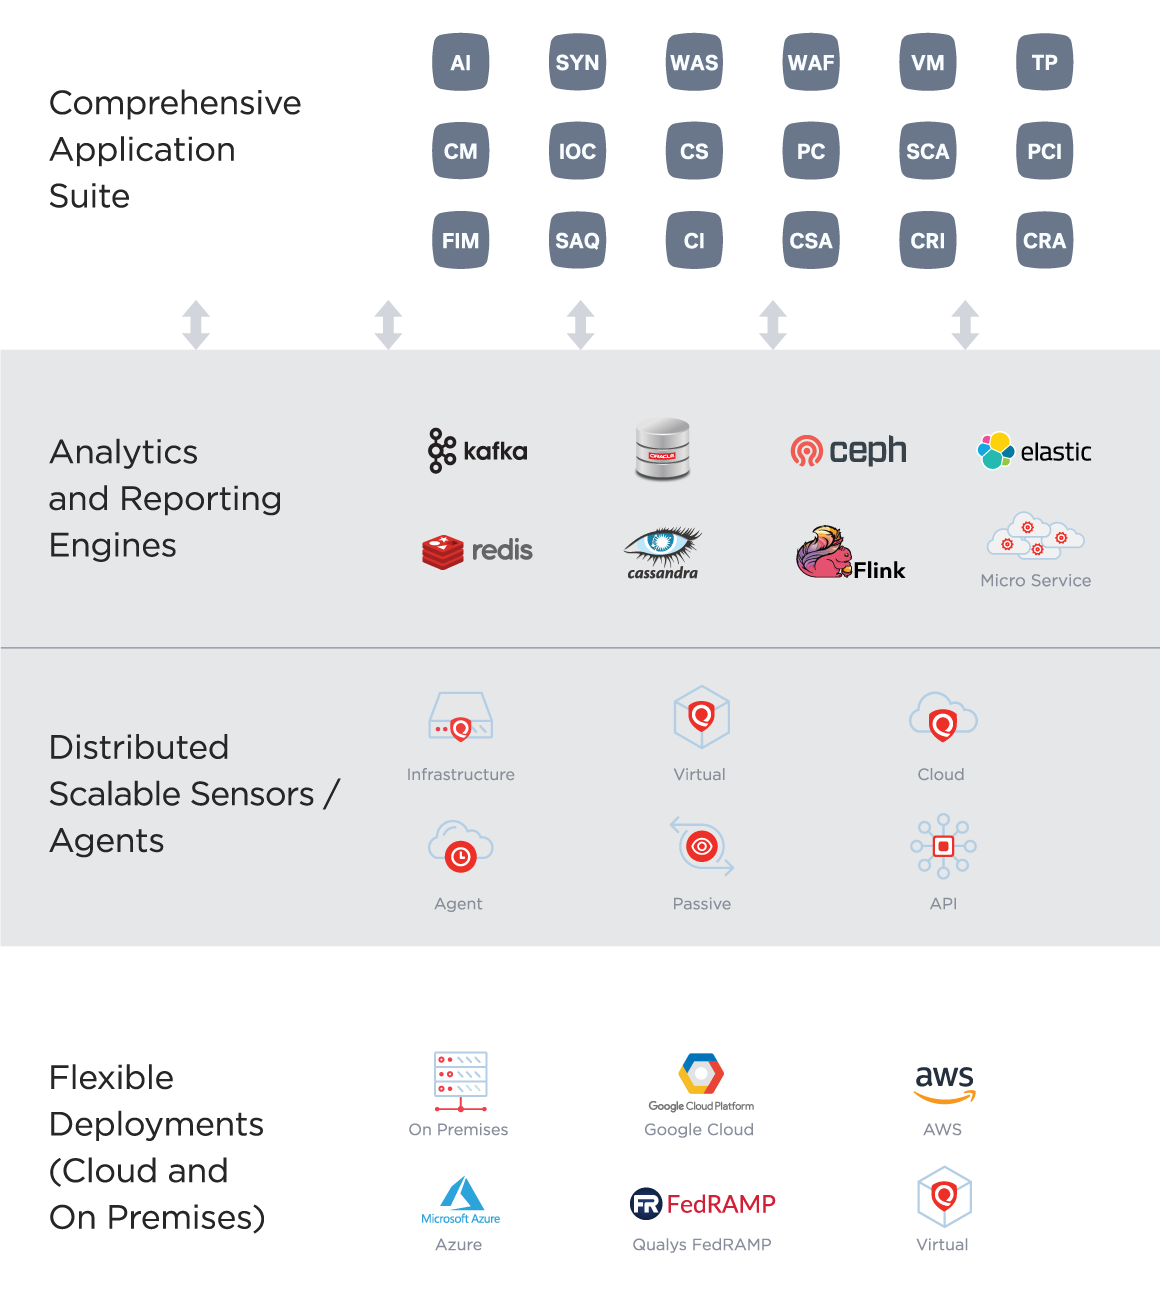 Comprehensive
Application
Suite
AI SYN WAS WAF VM TP
CM IOC CS PC SCA PCI
FIM SAQ CI CSA CRI CRA
Analytics
and Reporting
Engines
kafka ORACLE ceph elastic
redis cassandra Flink
Micro Service
Distributed
Scalable Sensors /
Agents
Infrastructure Virtual Cloud
Agent Passive API
Flexible
Deployments
(Cloud and
On Premises)
Google Cloud Platform aws
On Premises Google Cloud AWS
Microsoft Azure FR FedRAMP
Azure Qualys FedRAMP Virtual